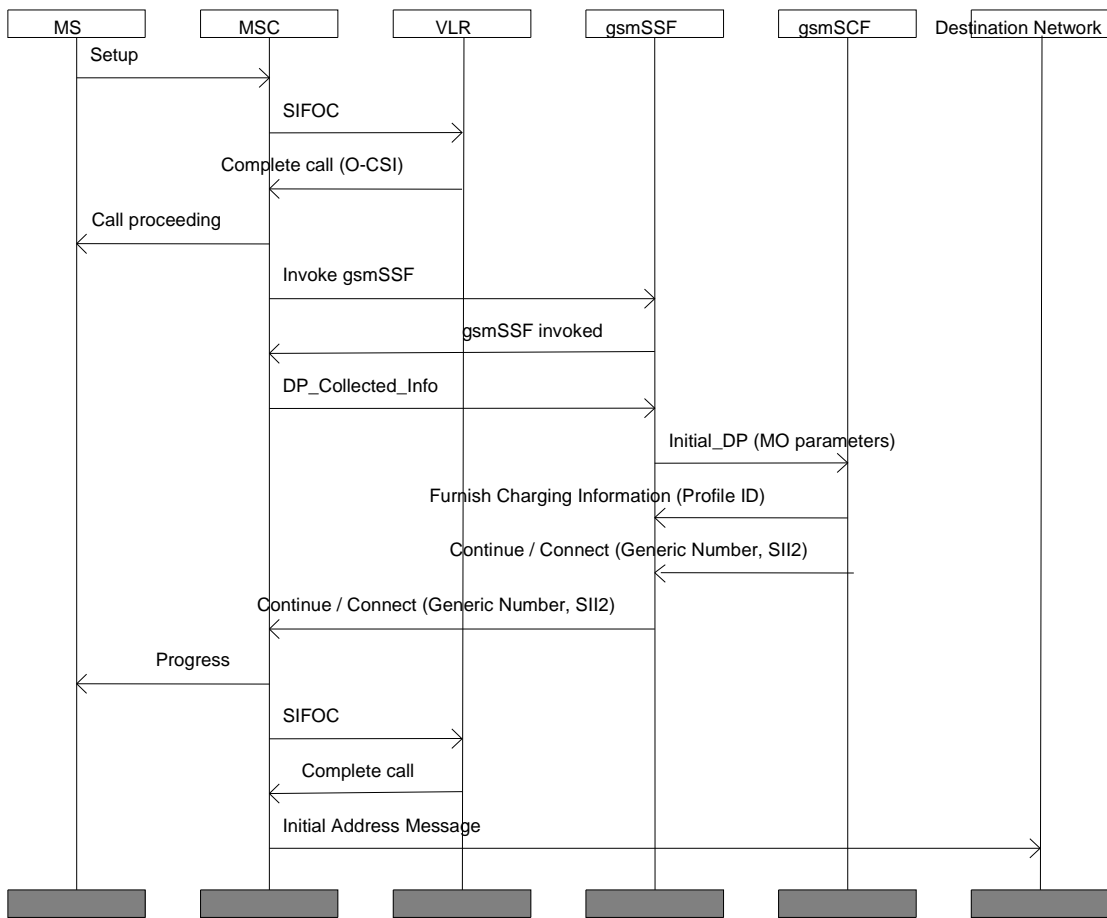 MS MSC VLR gsmSSF gsmSCF Destination Network
Setup
SIFOC
Complete call (O-CSI)
Call proceeding
Invoke gsmSSF
gsmSSF invoked
DP_Collected_Info
Initial_DP (MO parameters)
Furnish Charging Information (Profile ID)
Continue / Connect (Generic Number, SII2)
Continue / Connect (Generic Number, SII2)
Progress
SIFOC
Complete call
Initial Address Message